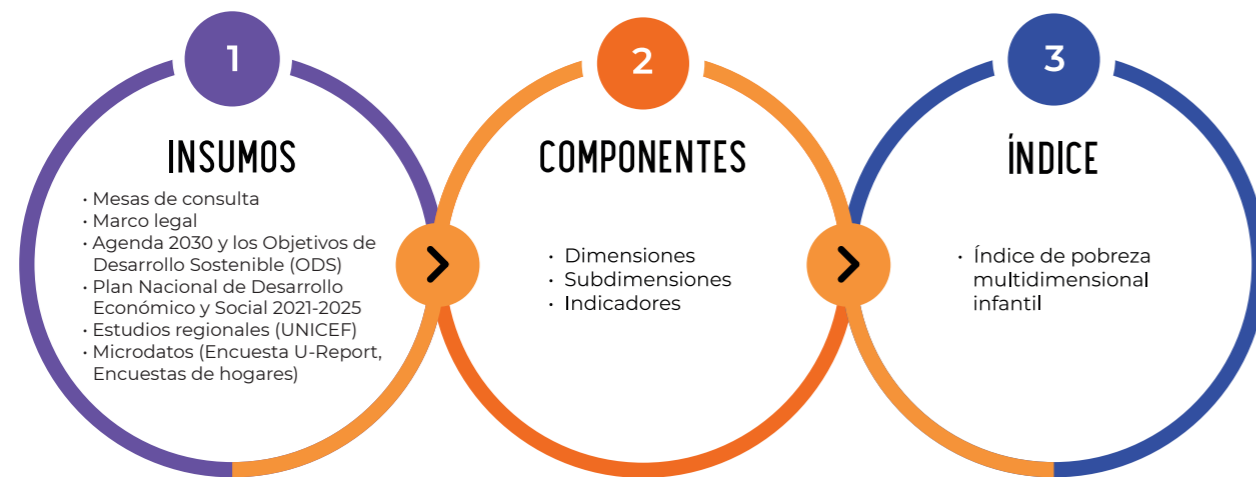 1
INSUMOS
• Mesas de consulta
• Marco legal
• Agenda 2030 y los Objetivos de
Desarrollo Sostenible (ODS)
• Plan Nacional de Desarrollo
Económico y Social 2021-2025
• Estudios regionales (UNICEF)
• Microdatos (Encuesta U-Report,
Encuestas de hogares)
2
COMPONENTES
• Dimensiones
• Subdimensiones
• Indicadores
3
ÍNDICE
• Índice de pobreza
multidimensional
infantil